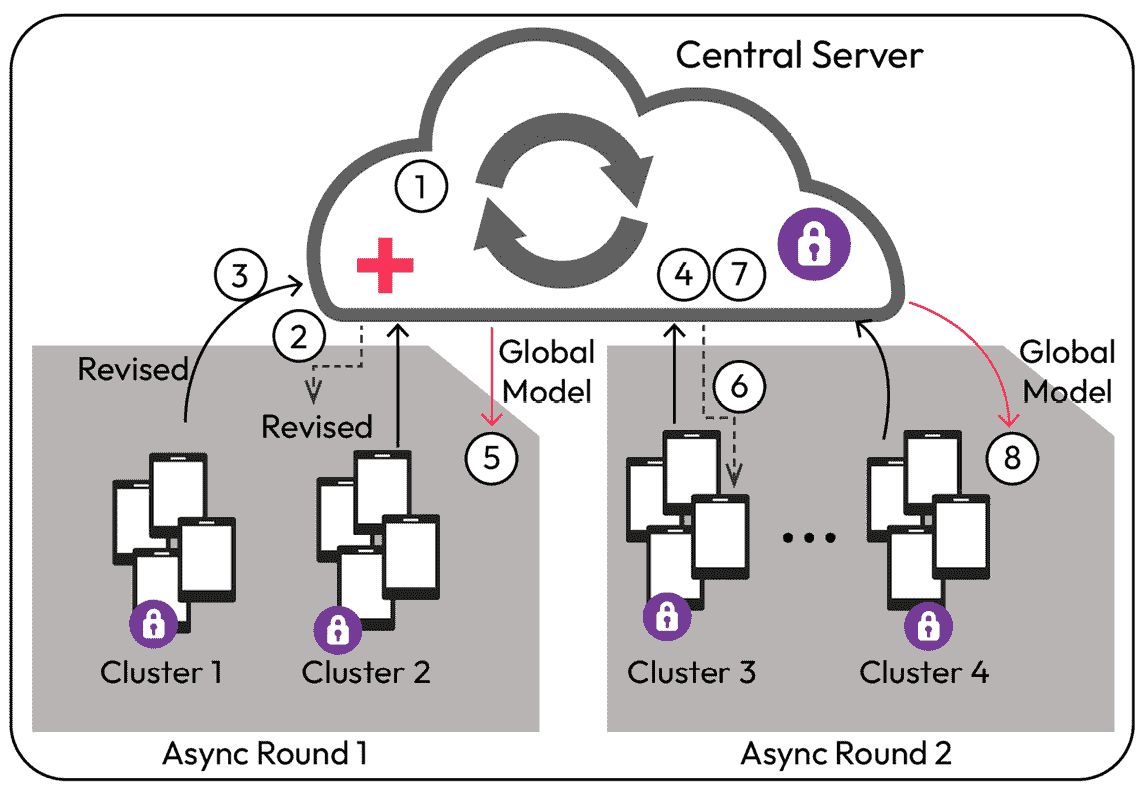 Central Server
1
3
4
7
2
Revised
Global
Model
Global
Model
6
Revised
5
8
Cluster 1
Cluster 2
Cluster 3
Cluster 4
Async Round 1
Async Round 2